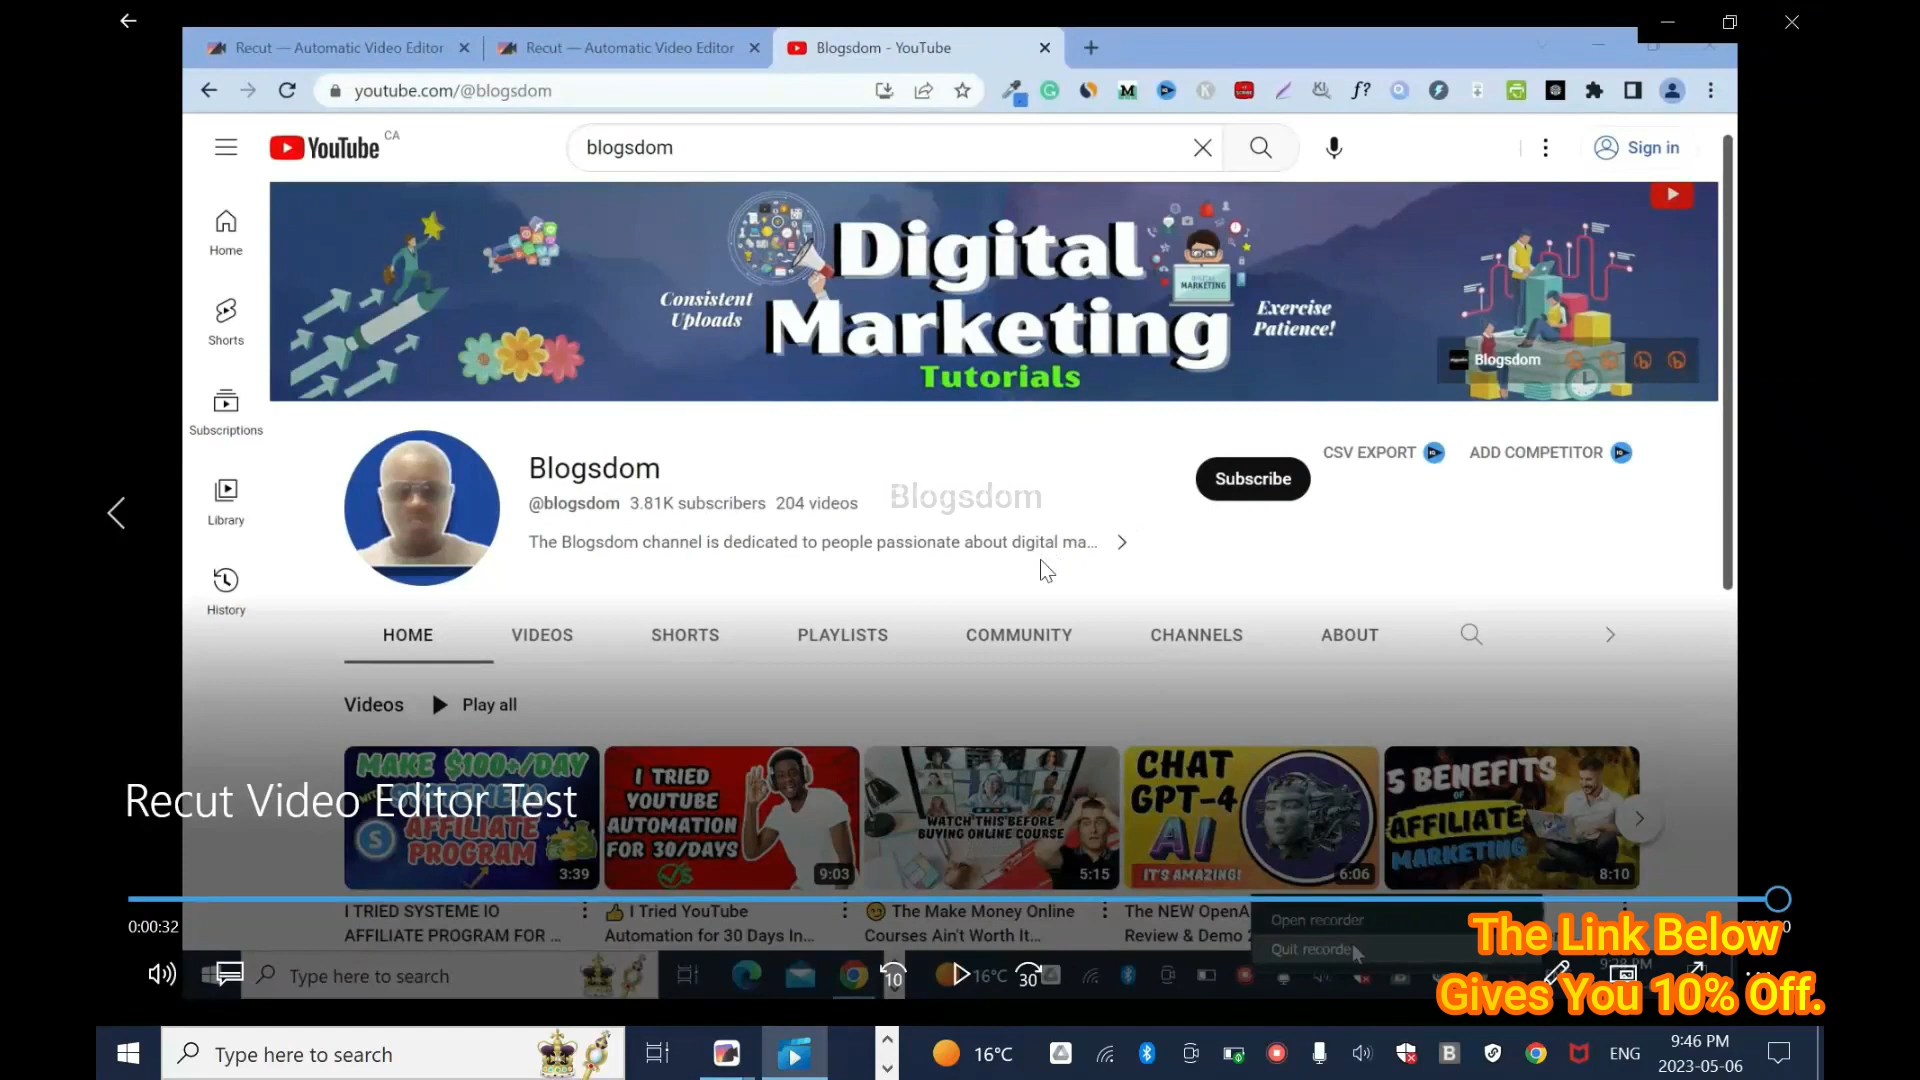 Recut — Automatic Video Editor
Recut — Automatic Video Editor
Blogsdom - YouTube
youtube.com/@blogsdom
YouTube CA
blogsdom
Sign in
Home
Shorts
Subscriptions
Library
History
Consistent
Uploads
Digital
Marketing
Tutorials
DIGITAL
MARKETING
Exercise
Patience!
Blogsdom
Blogsdom
@blogsdom 3.81K subscribers 204 videos
Blogsdom
The Blogsdom channel is dedicated to people passionate about digital ma...
Subscribe
CSV EXPORT
ADD COMPETITOR
HOME VIDEOS SHORTS PLAYLISTS COMMUNITY CHANNELS ABOUT
Videos Play all
Recut Video Editor Test
MAKE $100+/DAY
AFFILIATE
PROGRAM
3:39
I TRIED
YOUTUBE
AUTOMATION
FOR 30/DAYS
9:03
WATCH THIS BEFORE
BUYING ONLINE COURSE
5:15
CHAT
GPT-4
AI
IT'S AMAZING!
6:06
5 BENEFITS
OF
AFFILIATE
MARKETING
8:10
I TRIED SYSTEME IO
AFFILIATE PROGRAM FOR ...
I Tried YouTube
Automation for 30 Days In...
The Make Money Online
Courses Ain't Worth It...
The NEW OpenA
Review & Demo
Open recorder
Quit recorder
0:00:32
The Link Below
Gives You 10% Off.
Type here to search
10
30
16°C
9:28 PM
Type here to search
16°C
ENG
9:46 PM
2023-05-06